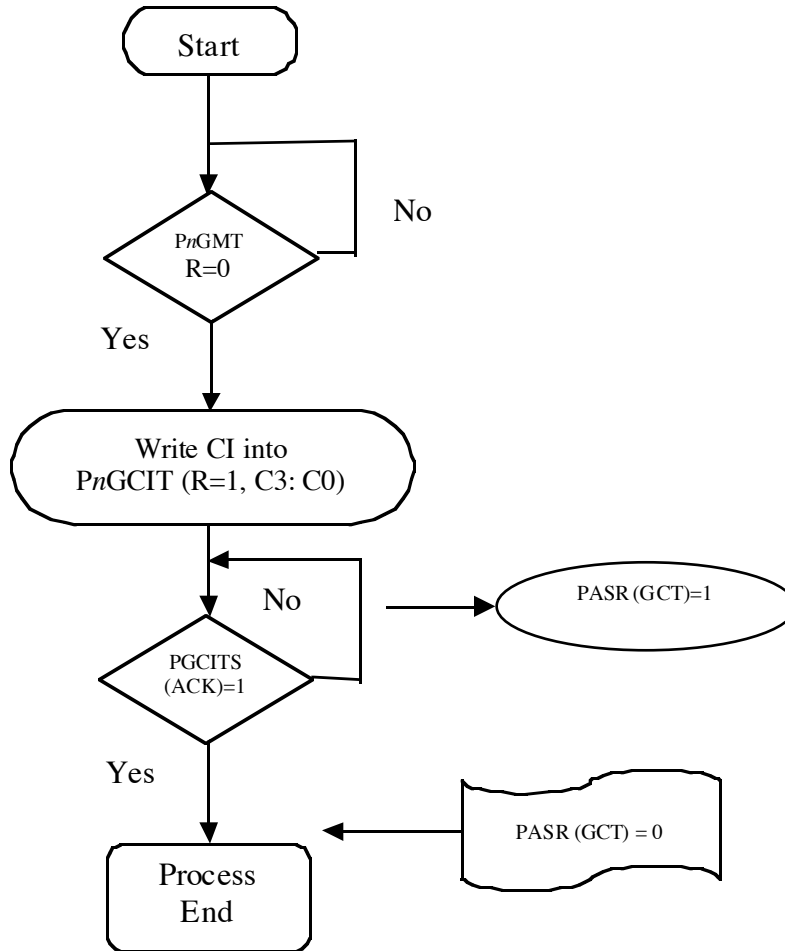 Start
No
PnGMT
R=0
Yes
Write CI into
PnGCIT (R=1, C3: C0)
No
PASR (GCT)=1
PGCITS
(ACK)=1
Yes
PASR (GCT) = 0
Process
End